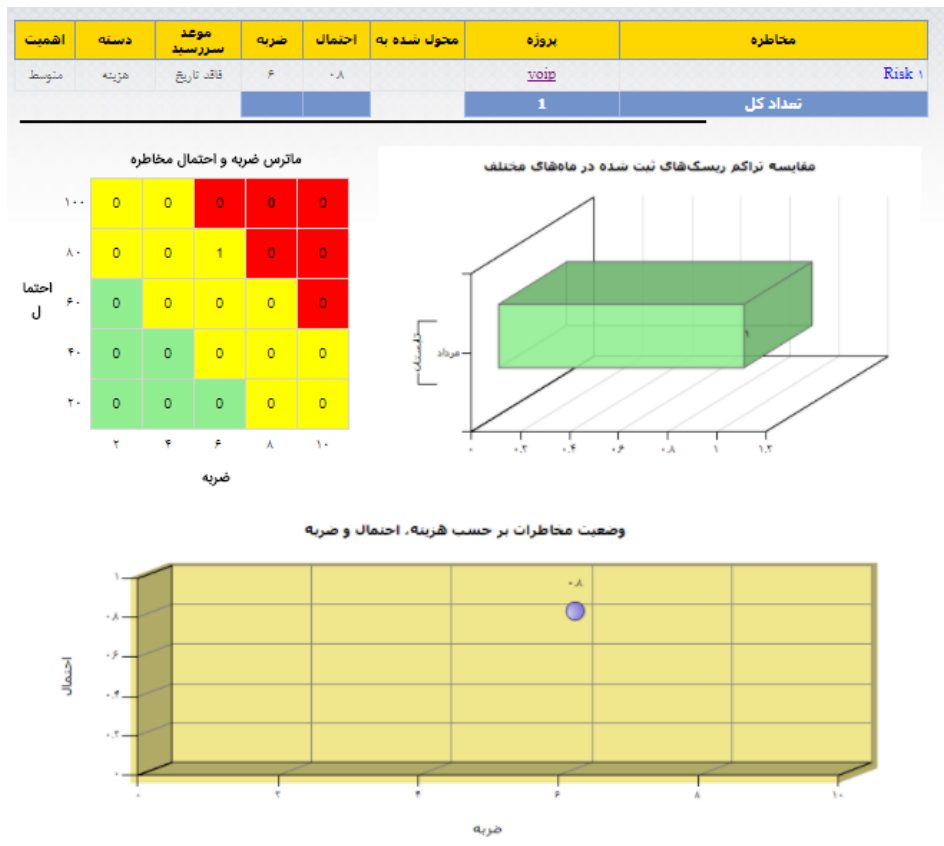 مخاطره پروژه محول شده به احتمال ضربه موعد سررسید دسته اهمیت
Risk ۱ voip ۰.۸ ۶ فاقد تاریخ هزینه متوسط
تعداد کل 1
مقایسه تراکم ریسک‌های ثبت شده در ماه‌های مختلف
تابستان
مرداد
۱
۰ ۰.۲ ۰.۴ ۰.۶ ۰.۸ ۱ ۱.۲
ماترس ضربه و احتمال مخاطره
احتما
ل
۱۰۰ 0 0 0 0 0
۸۰ 0 0 1 0 0
۶۰ 0 0 0 0 0
۴۰ 0 0 0 0 0
۲۰ 0 0 0 0 0
۲ ۴ ۶ ۸ ۱۰
ضربه
وضعیت مخاطرات بر حسب هزینه، احتمال و ضربه
احتمال
۱
۰.۸
۰.۶
۰.۴
۰.۲
۰
۰.۸
۰ ۲ ۴ ۶ ۸ ۱۰
ضربه